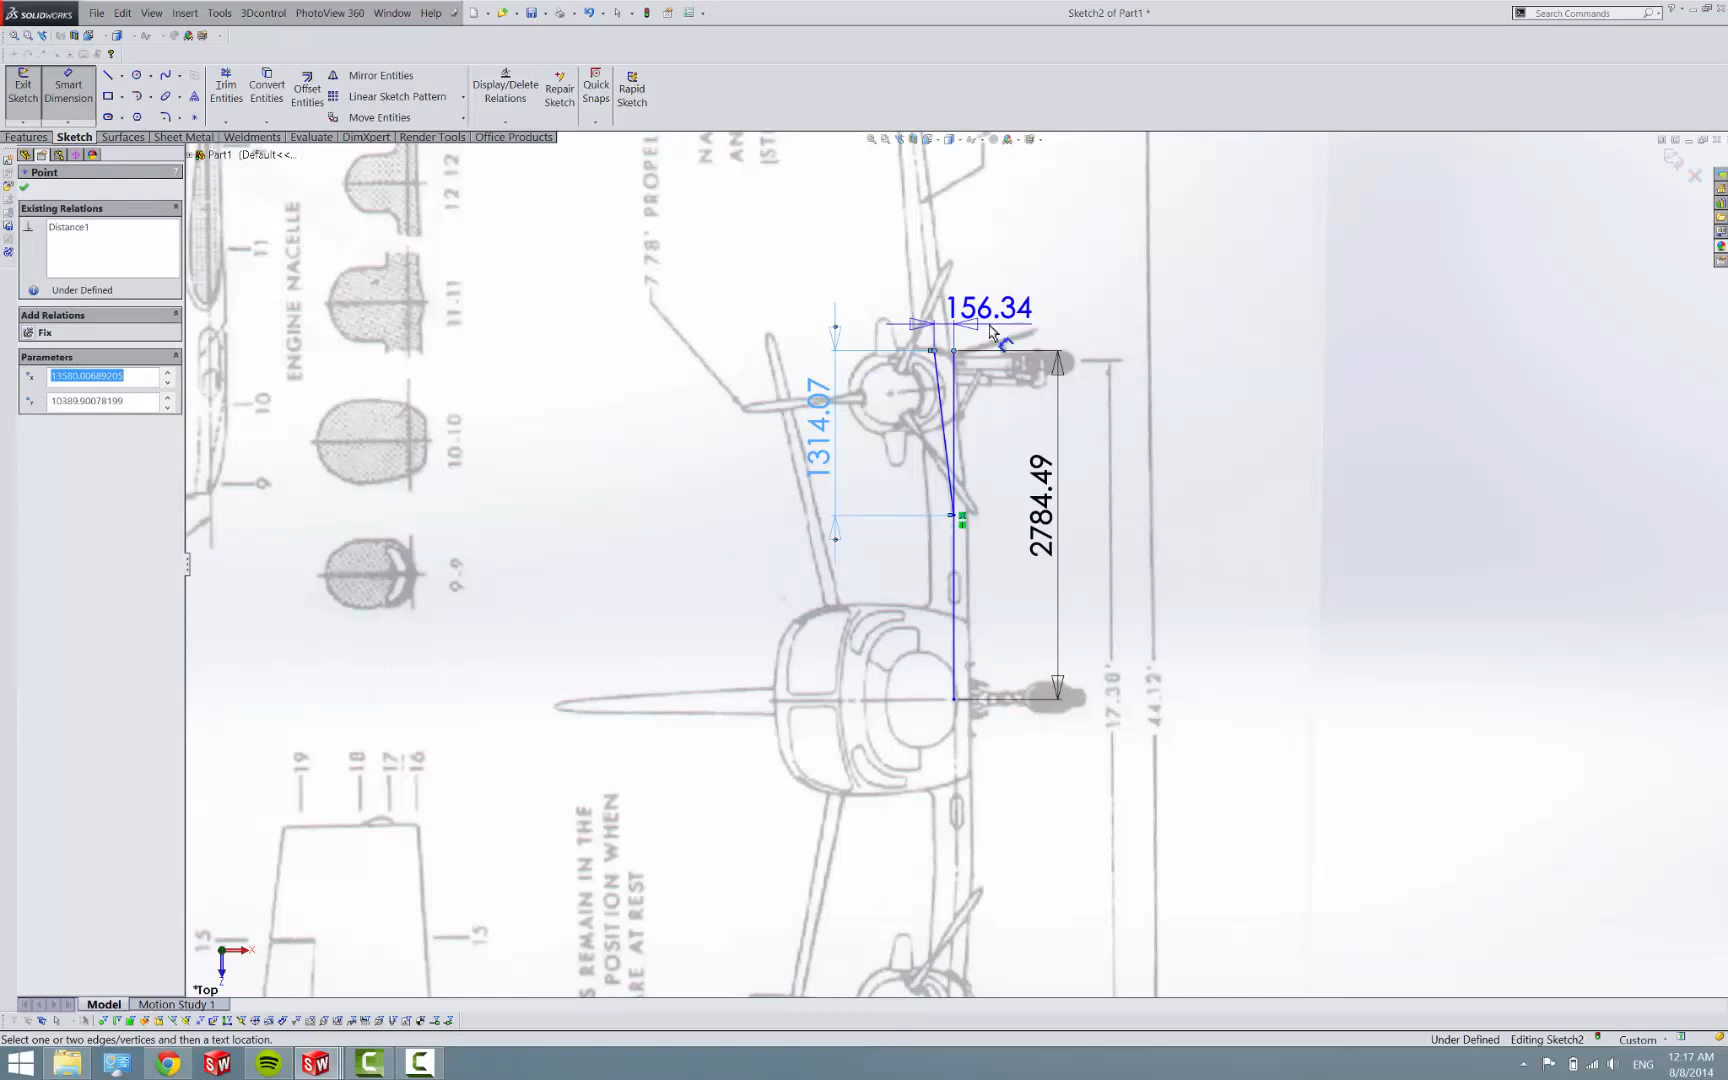 SOLIDWORKS
File Edit View Insert Tools 3Dcontrol PhotoView 360 Window Help
Sketch2 of Part1 *
Search Commands
Exit Sketch
Smart Dimension
Trim Entities
Convert Entities
Offset Entities
Mirror Entities
Linear Sketch Pattern
Move Entities
Display/Delete Relations
Repair Sketch
Quick Snaps
Rapid Sketch
Features Sketch Surfaces Sheet Metal Weldments Evaluate DimXpert Render Tools Office Products
Part1 (Default<<...
Point
Existing Relations
Distance1
Under Defined
Add Relations
Fix
Parameters
13580.00689205
10389.90078199
ENGINE NACELLE
12 12
11.11
10-10
9-9
11
10
9
7.78' PROPEL
156.34
1314.07
2784.49
17.38'
44.12'
19
18
17
16
15
15
S REMAIN IN THE
POSITION WHEN
ARE AT REST
*Top
Model Motion Study 1
Select one or two edges/vertices and then a text location.
Under Defined Editing Sketch2 Custom
ENG
12:17 AM
8/8/2014